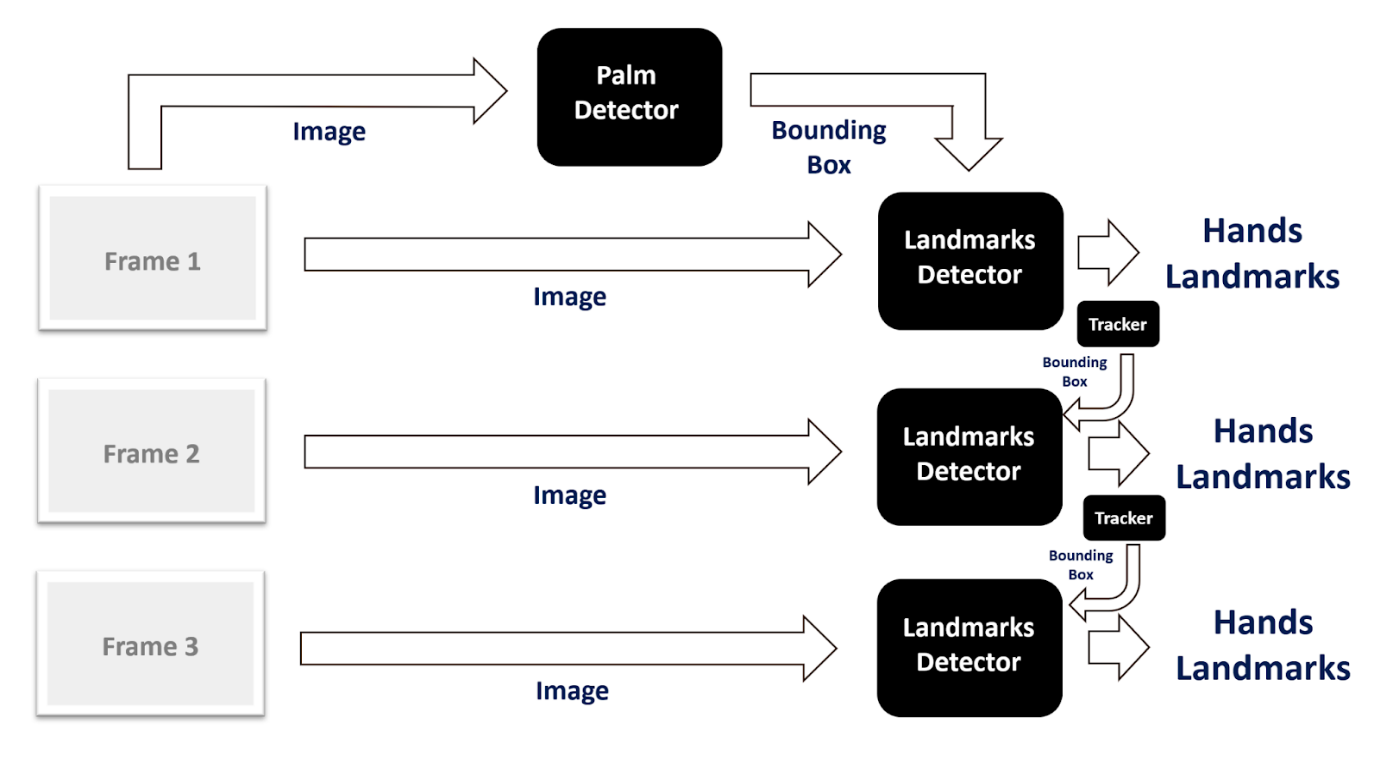 Palm
Detector
Image
Bounding
Box
Frame 1
Image
Landmarks
Detector
Hands
Landmarks
Tracker
Bounding
Box
Frame 2
Image
Landmarks
Detector
Hands
Landmarks
Tracker
Bounding
Box
Frame 3
Image
Landmarks
Detector
Hands
Landmarks